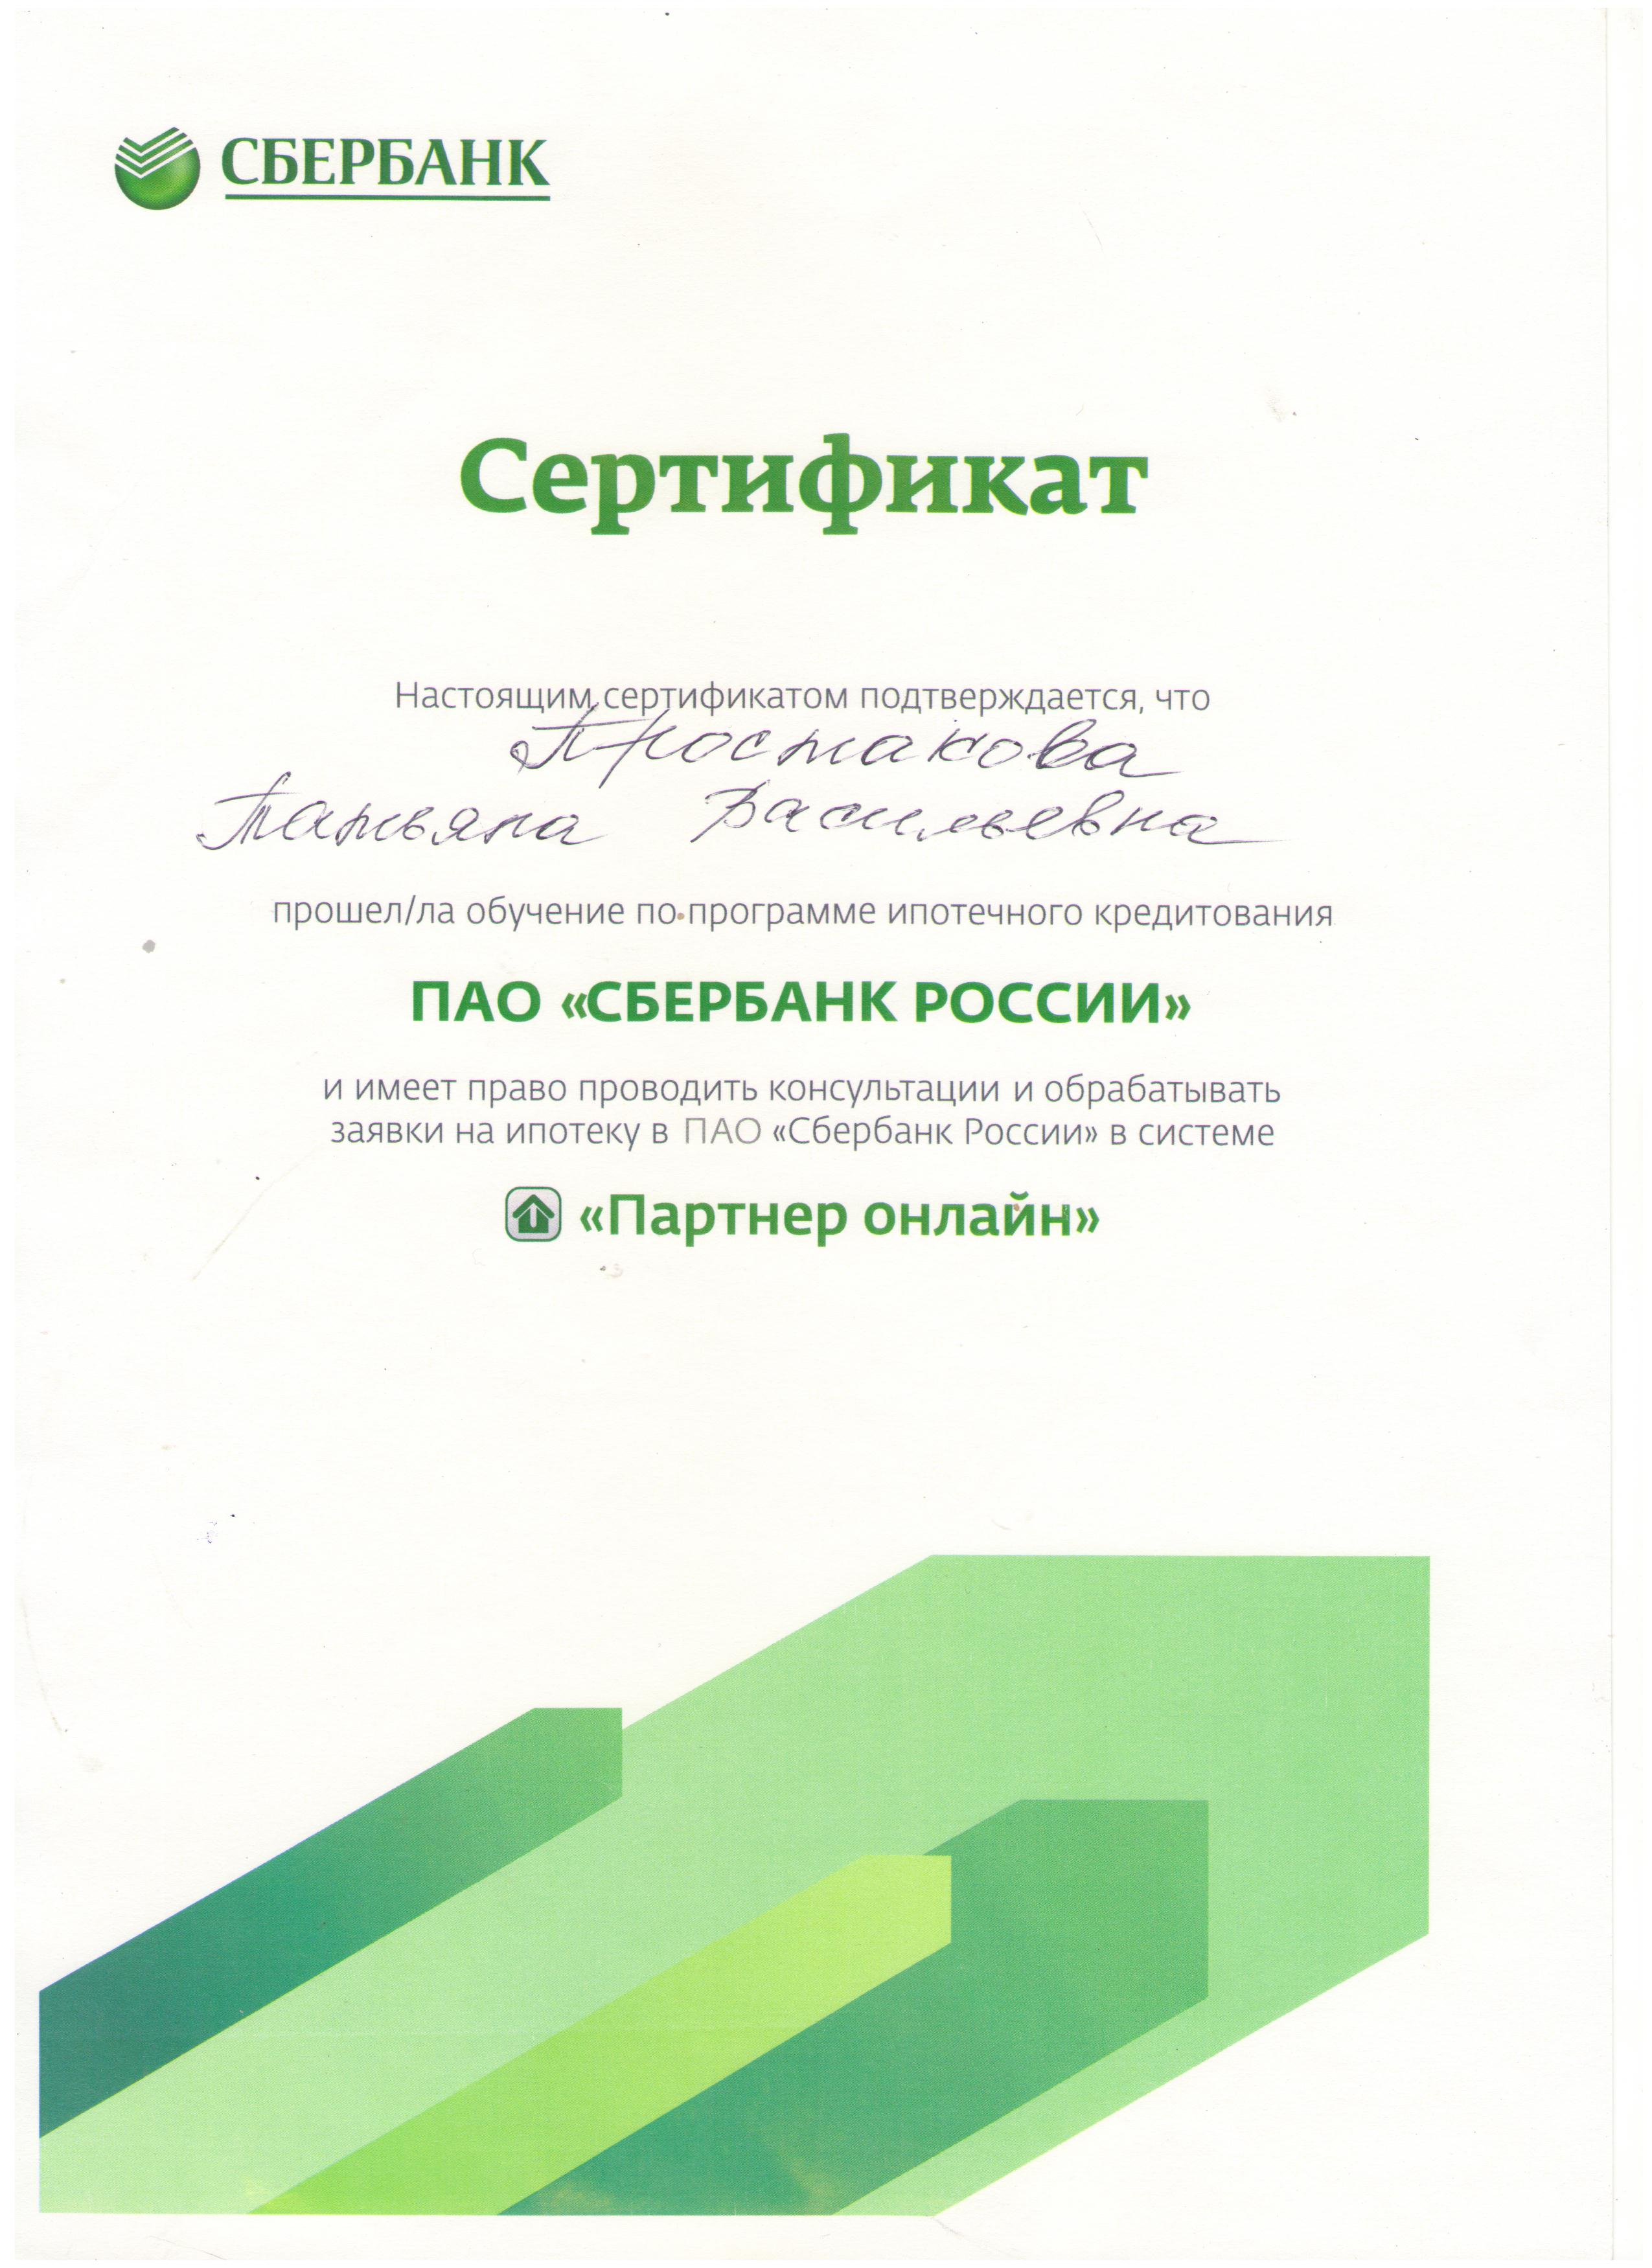 СБЕРБАНК
Сертификат
Настоящим сертификатом подтверждается, что
Простакова
Татьяна Васильевна
прошел/ла обучение по программе ипотечного кредитования
ПАО «СБЕРБАНК РОССИИ»
и имеет право проводить консультации и обрабатывать
заявки на ипотеку в ПАО «Сбербанк России» в системе
«Партнер онлайн»